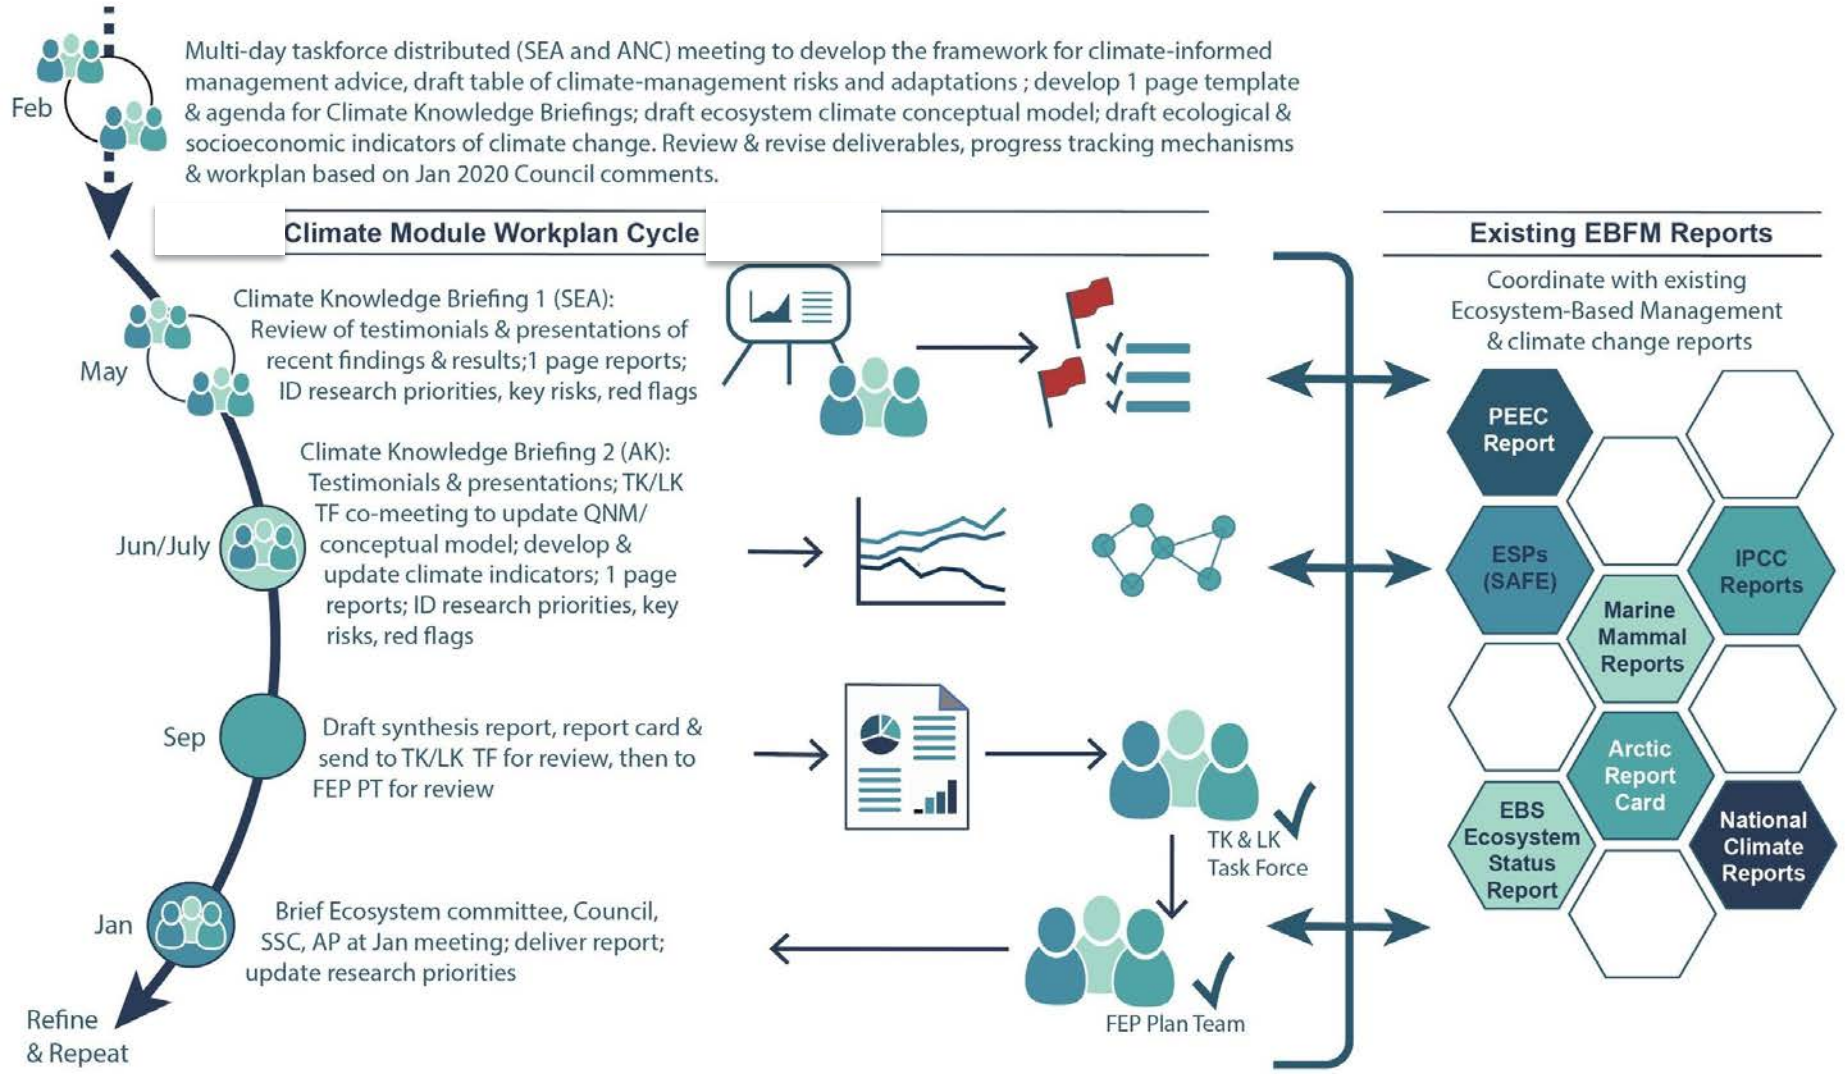 Feb
Multi-day taskforce distributed (SEA and ANC) meeting to develop the framework for climate-informed
management advice, draft table of climate-management risks and adaptations ; develop 1 page template
& agenda for Climate Knowledge Briefings; draft ecosystem climate conceptual model; draft ecological &
socioeconomic indicators of climate change. Review & revise deliverables, progress tracking mechanisms
& workplan based on Jan 2020 Council comments.
Climate Module Workplan Cycle
May
Climate Knowledge Briefing 1 (SEA):
Review of testimonials & presentations of
recent findings & results;1 page reports;
ID research priorities, key risks, red flags
Jun/July
Climate Knowledge Briefing 2 (AK):
Testimonials & presentations; TK/LK
TF co-meeting to update QNM/
conceptual model; develop &
update climate indicators; 1 page
reports; ID research priorities, key
risks, red flags
Sep
Draft synthesis report, report card &
send to TK/LK TF for review, then to
FEP PT for review
TK & LK
Task Force
Jan
Brief Ecosystem committee, Council,
SSC, AP at Jan meeting; deliver report;
update research priorities
FEP Plan Team
Refine
& Repeat
Existing EBFM Reports
Coordinate with existing
Ecosystem-Based Management
& climate change reports
PEEC
Report
ESPs
(SAFE)
IPCC
Reports
Marine
Mammal
Reports
Arctic
Report
Card
EBS
Ecosystem
Status
Report
National
Climate
Reports